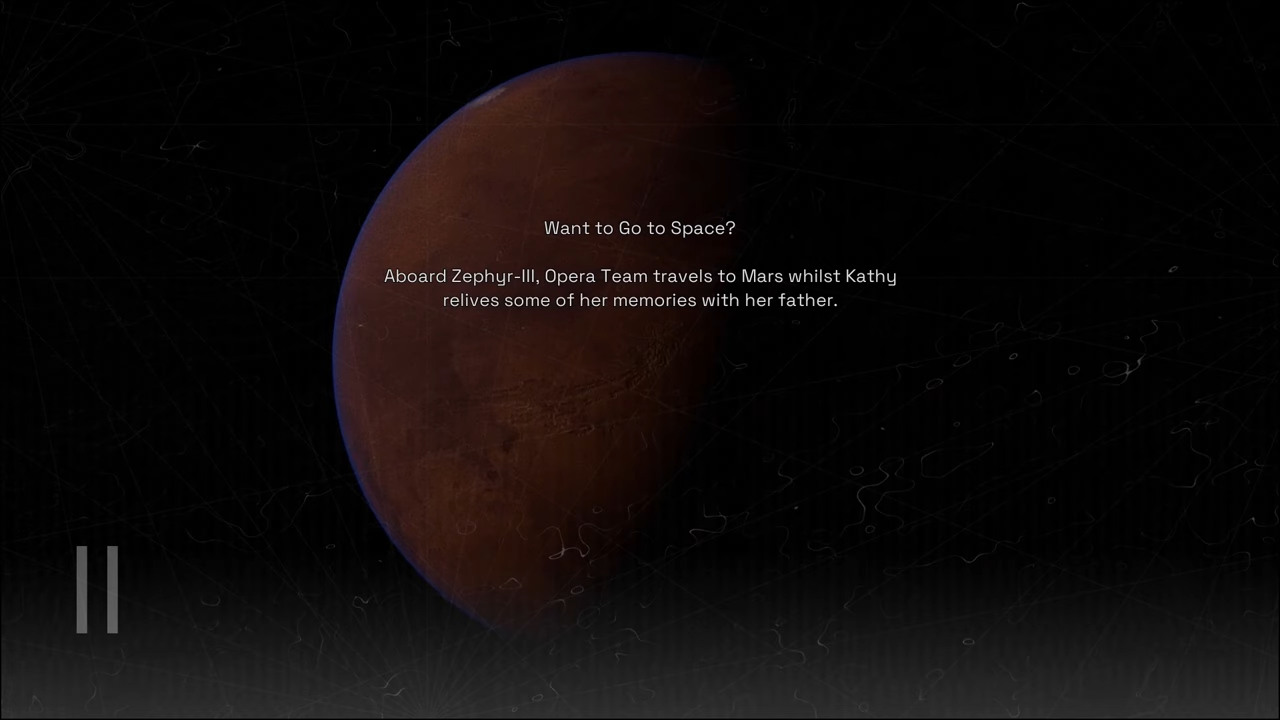 Want to Go to Space?
Aboard Zephyr-III, Opera Team travels to Mars whilst Kathy
relives some of her memories with her father.